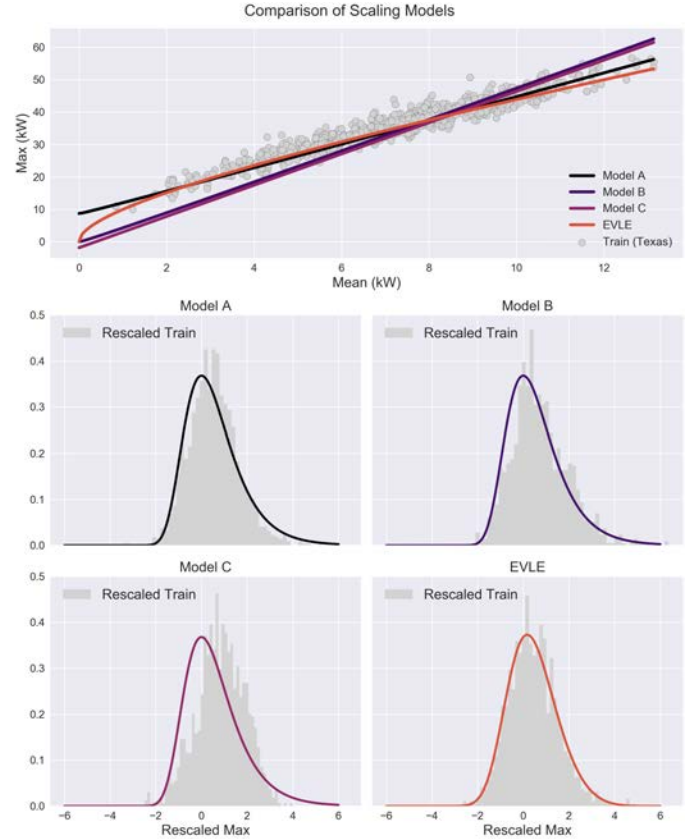 Comparison of Scaling Models
Max (kW)
60
50
40
30
20
10
0
Model A
Model B
Model C
EVLE
Train (Texas)
0 2 4 6 8 10 12
Mean (kW)
Model A
Model B
0.5
0.4
0.3
0.2
0.1
0.0
Rescaled Train
Rescaled Train
Model C
EVLE
0.5
0.4
0.3
0.2
0.1
0.0
Rescaled Train
Rescaled Train
−6 −4 −2 0 2 4 6
−6 −4 −2 0 2 4 6
Rescaled Max
Rescaled Max